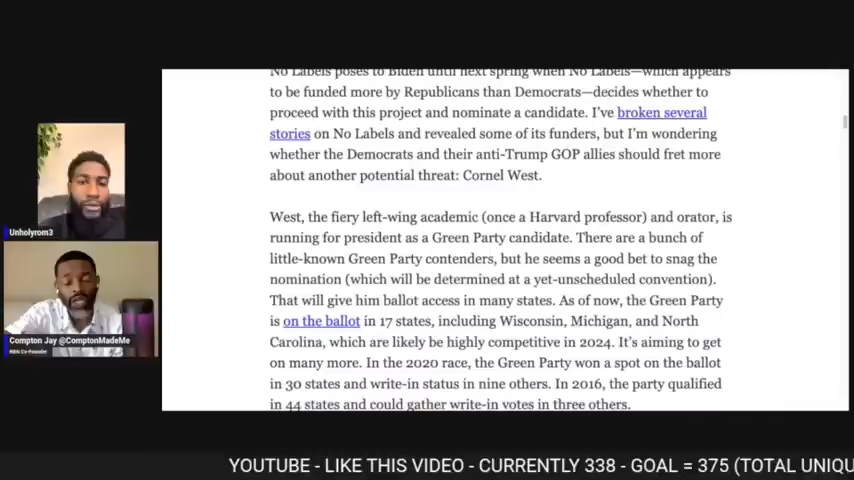 No Labels poses to Biden until next spring when No Labels—which appears
to be funded more by Republicans than Democrats—decides whether to
proceed with this project and nominate a candidate. I've broken several
stories on No Labels and revealed some of its funders, but I'm wondering
whether the Democrats and their anti-Trump GOP allies should fret more
about another potential threat: Cornel West.
West, the fiery left-wing academic (once a Harvard professor) and orator, is
running for president as a Green Party candidate. There are a bunch of
little-known Green Party contenders, but he seems a good bet to snag the
nomination (which will be determined at a yet-unscheduled convention).
That will give him ballot access in many states. As of now, the Green Party
is on the ballot in 17 states, including Wisconsin, Michigan, and North
Carolina, which are likely be highly competitive in 2024. It's aiming to get
on many more. In the 2020 race, the Green Party won a spot on the ballot
in 30 states and write-in status in nine others. In 2016, the party qualified
in 44 states and could gather write-in votes in three others.
Unholyrom3
Compton Jay @ComptonMadeMe
RBN Co-Founder
YOUTUBE - LIKE THIS VIDEO - CURRENTLY 338 - GOAL = 375 (TOTAL UNIQU